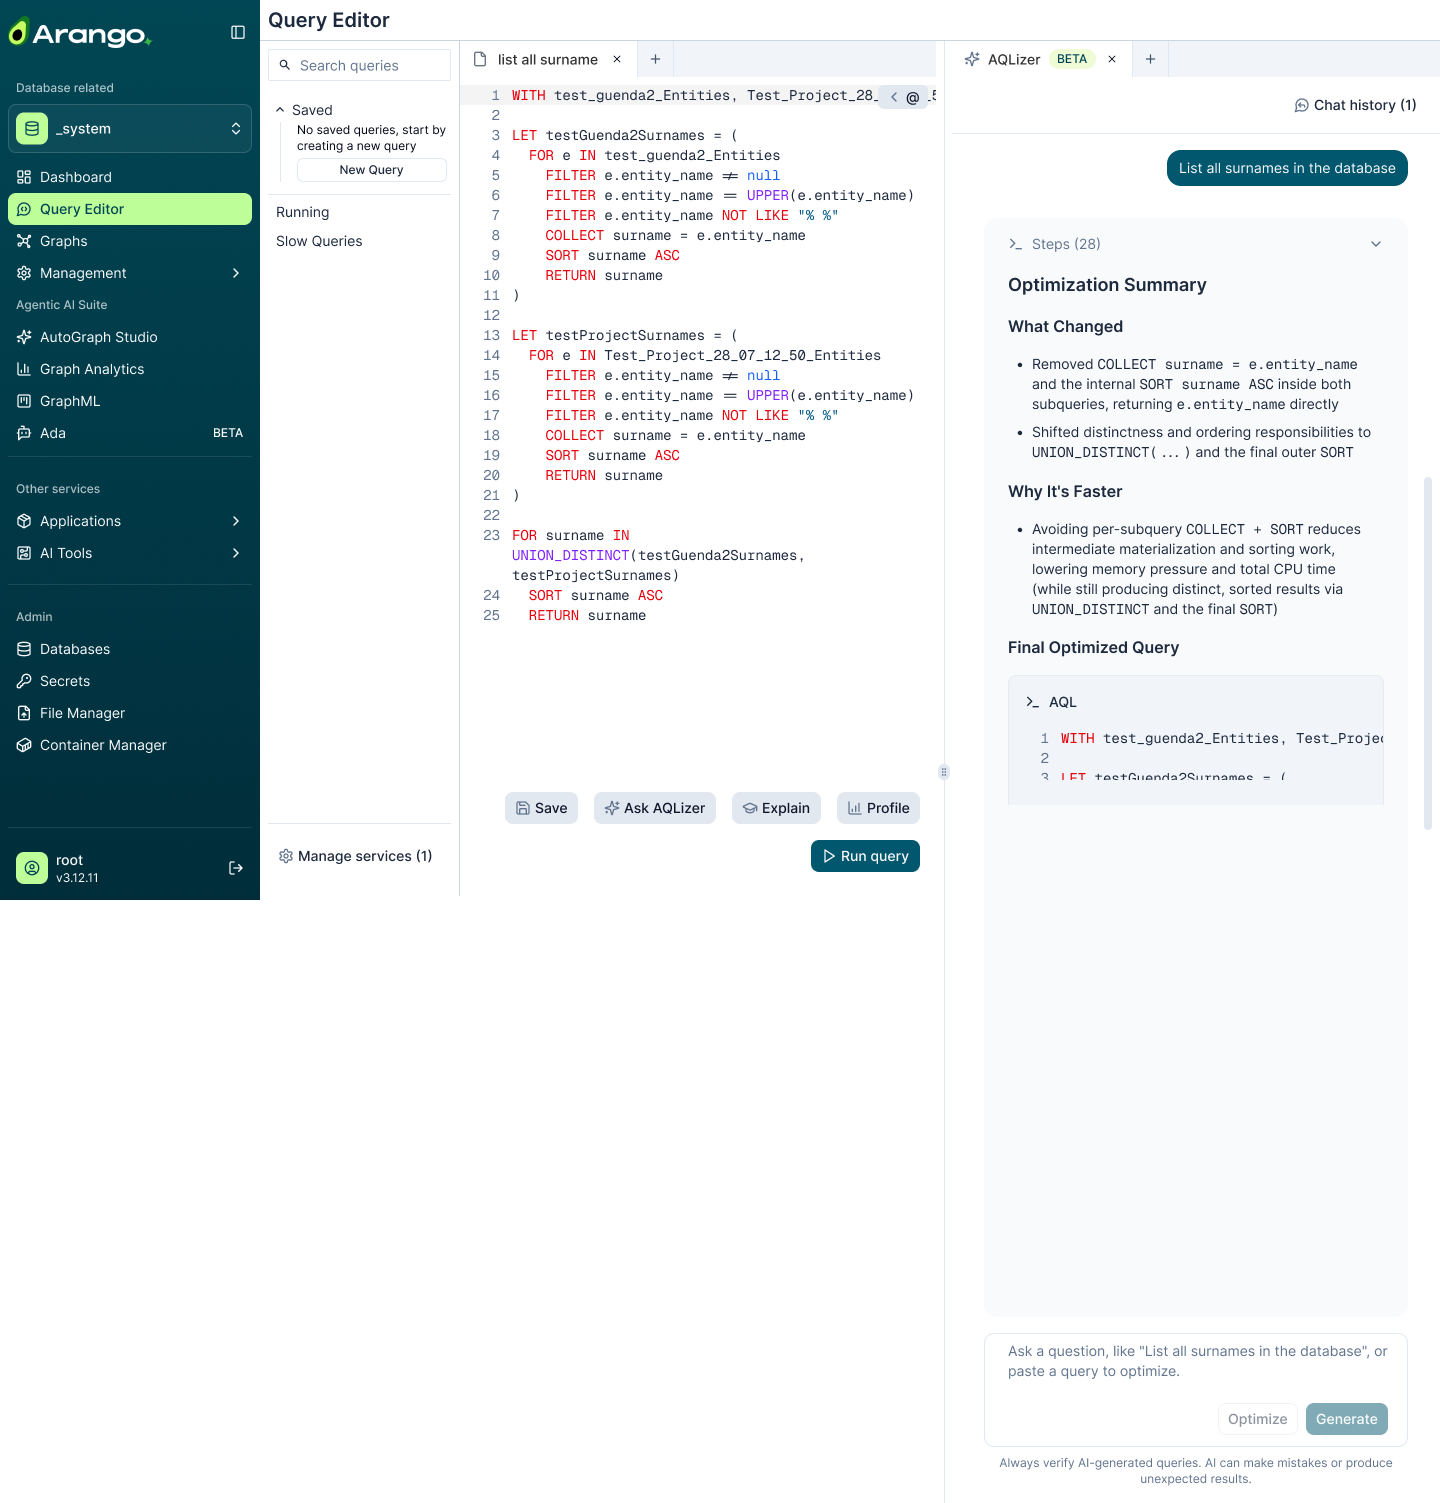 Arango
Database related
_system
Dashboard
Query Editor
Graphs
Management
Agentic AI Suite
AutoGraph Studio
Graph Analytics
GraphML
Ada BETA
Other services
Applications
AI Tools
Admin
Databases
Secrets
File Manager
Container Manager
root
v3.12.11
Query Editor
Search queries
Saved
No saved queries, start by
creating a new query
New Query
Running
Slow Queries
Manage services (1)
list all surname
1 WITH test_guenda2_Entities, Test_Project_28_
@
2
3 LET testGuenda2Surnames = (
4 FOR e IN test_guenda2_Entities
5 FILTER e.entity_name != null
6 FILTER e.entity_name == UPPER(e.entity_name)
7 FILTER e.entity_name NOT LIKE "% %"
8 COLLECT surname = e.entity_name
9 SORT surname ASC
10 RETURN surname
11 )
12
13 LET testProjectSurnames = (
14 FOR e IN Test_Project_28_07_12_50_Entities
15 FILTER e.entity_name != null
16 FILTER e.entity_name == UPPER(e.entity_name)
17 FILTER e.entity_name NOT LIKE "% %"
18 COLLECT surname = e.entity_name
19 SORT surname ASC
20 RETURN surname
21 )
22
23 FOR surname IN
UNION_DISTINCT(testGuenda2Surnames,
testProjectSurnames)
24 SORT surname ASC
25 RETURN surname
Save
Ask AQLizer
Explain
Profile
Run query
AQLizer BETA
Chat history (1)
List all surnames in the database
Steps (28)
Optimization Summary
What Changed
• Removed COLLECT surname = e.entity_name
and the internal SORT surname ASC inside both
subqueries, returning e.entity_name directly
• Shifted distinctness and ordering responsibilities to
UNION_DISTINCT(...) and the final outer SORT
Why It's Faster
• Avoiding per-subquery COLLECT + SORT reduces
intermediate materialization and sorting work,
lowering memory pressure and total CPU time
(while still producing distinct, sorted results via
UNION_DISTINCT and the final SORT)
Final Optimized Query
AQL
1 WITH test_guenda2_Entities, Test_Projec
2
3 LET testGuenda2Surnames = (
Ask a question, like "List all surnames in the database", or
paste a query to optimize.
Optimize
Generate
Always verify AI-generated queries. AI can make mistakes or produce
unexpected results.